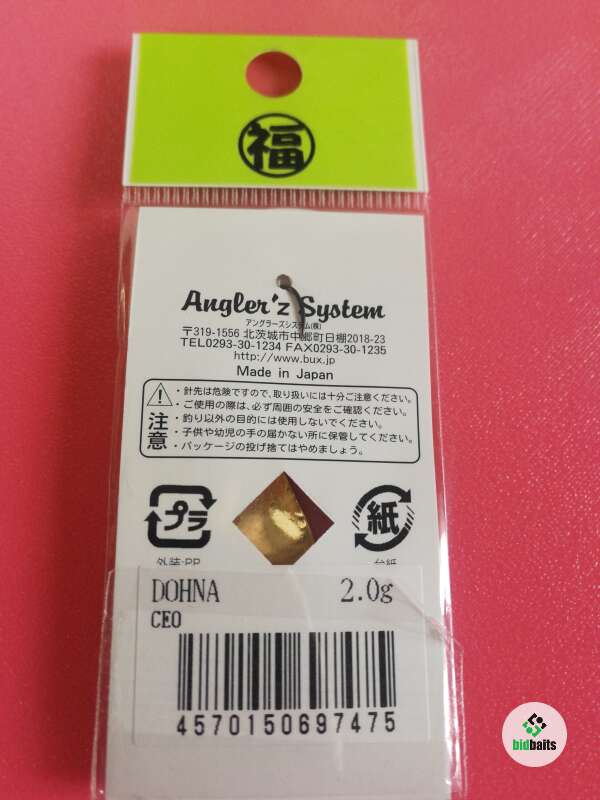 福
Angler'z System
アングラーズシステム(株)
〒319-1556 北茨城市中郷町日棚2018-23
TEL0293-30-1234 FAX0293-30-1235
http://www.bux.jp/
Made in Japan
注意
・針先は危険ですので、取り扱いには十分ご注意ください。
・ご使用の際は、必ず周囲の安全をご確認ください。
・釣り以外の目的には使用しないでください。
・子供や幼児の手の届かない所に保管してください。
・パッケージの投げ捨てはやめましょう。
プラ
紙
外装:PP
台紙
DOHNA 2.0g
CEO
4570150697475
bidbaits